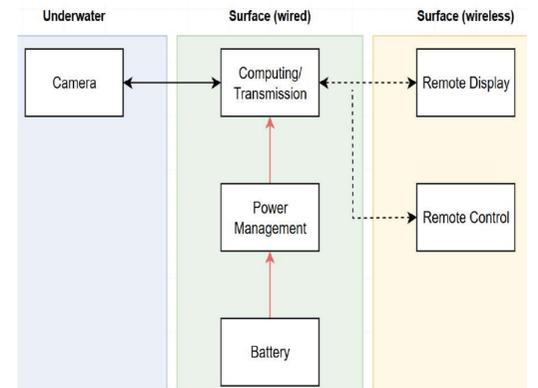 Underwater
Surface (wired)
Surface (wireless)
Camera
Computing/
Transmission
Remote Display
Power
Management
Remote Control
Battery